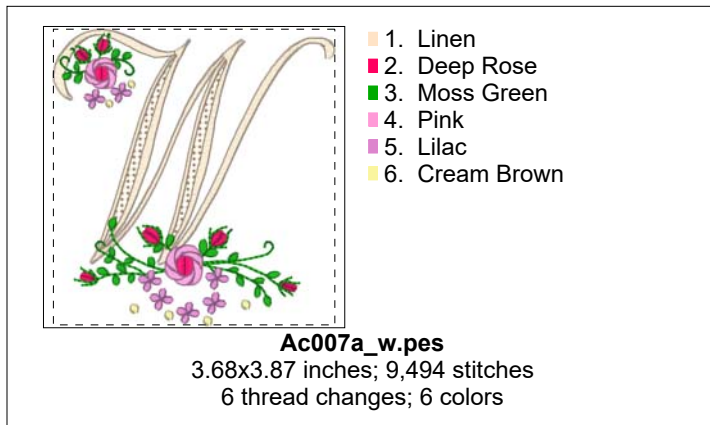 W
1. Linen
2. Deep Rose
3. Moss Green
4. Pink
5. Lilac
6. Cream Brown
Ac007a_w.pes
3.68x3.87 inches; 9,494 stitches
6 thread changes; 6 colors